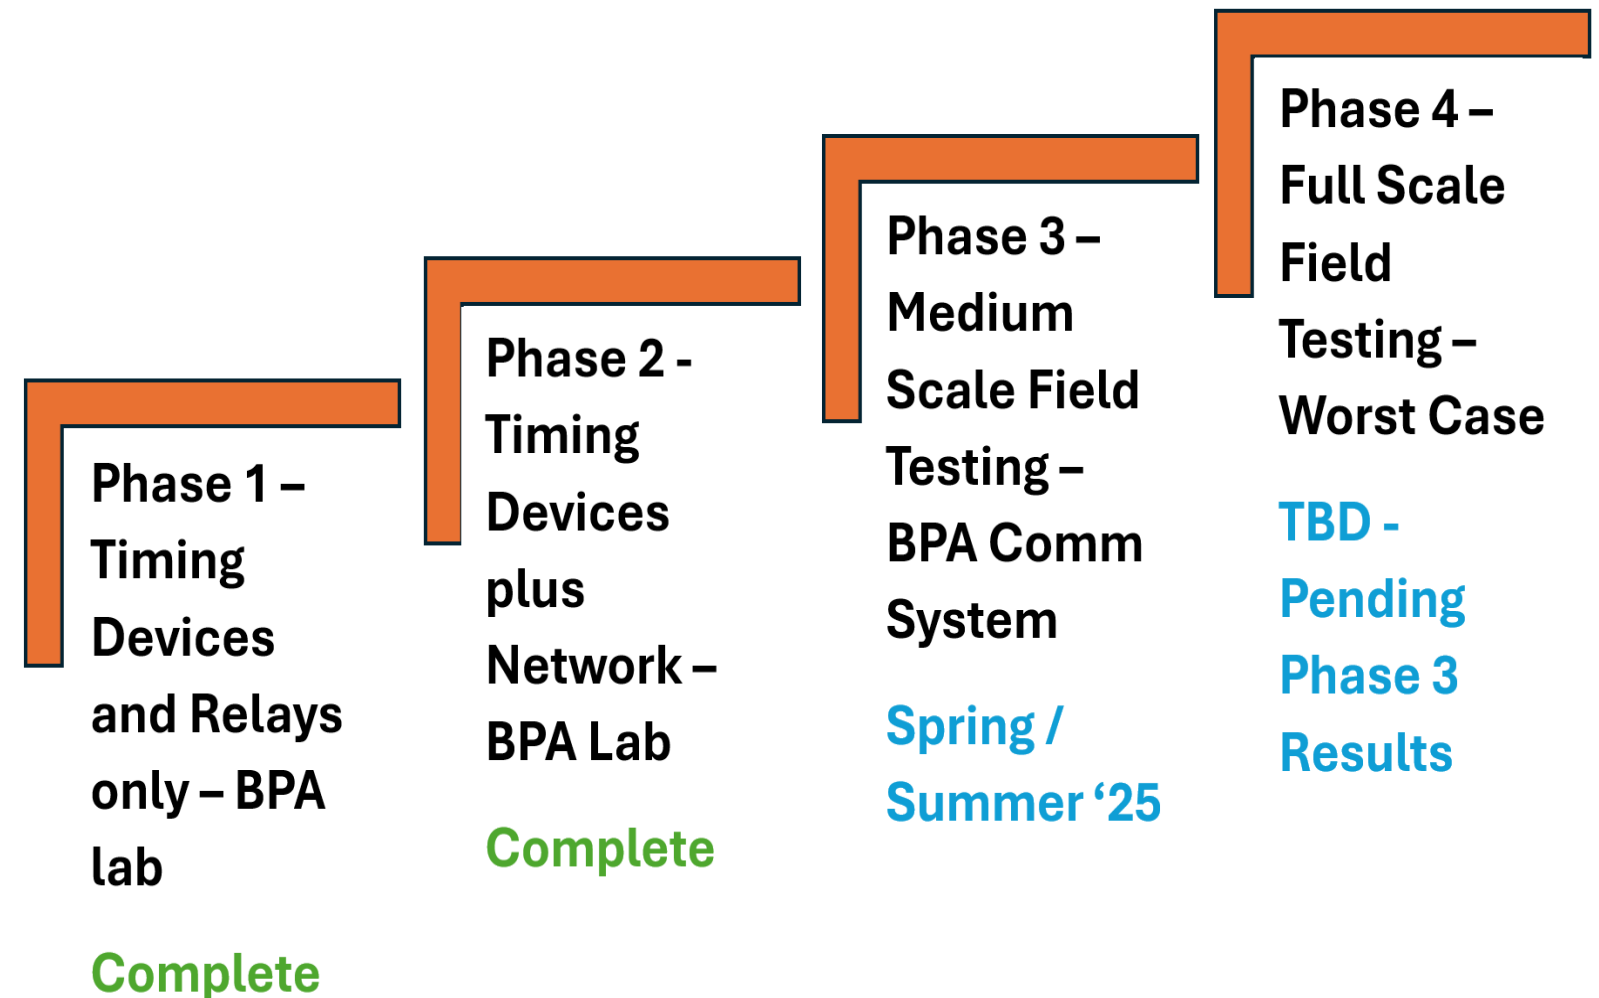 Phase 1 –
Timing
Devices
and Relays
only – BPA
lab
Complete
Phase 2 -
Timing
Devices
plus
Network –
BPA Lab
Complete
Phase 3 –
Medium
Scale Field
Testing –
BPA Comm
System
Spring /
Summer ‘25
Phase 4 –
Full Scale
Field
Testing –
Worst Case
TBD -
Pending
Phase 3
Results